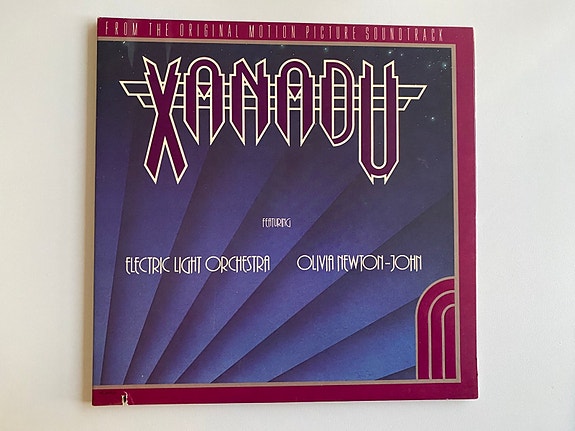 FROM THE ORIGINAL MOTION PICTURE SOUNDTRACK
XANADU
FEATURING
ELECTRIC LIGHT ORCHESTRA OLIVIA NEWTON-JOHN